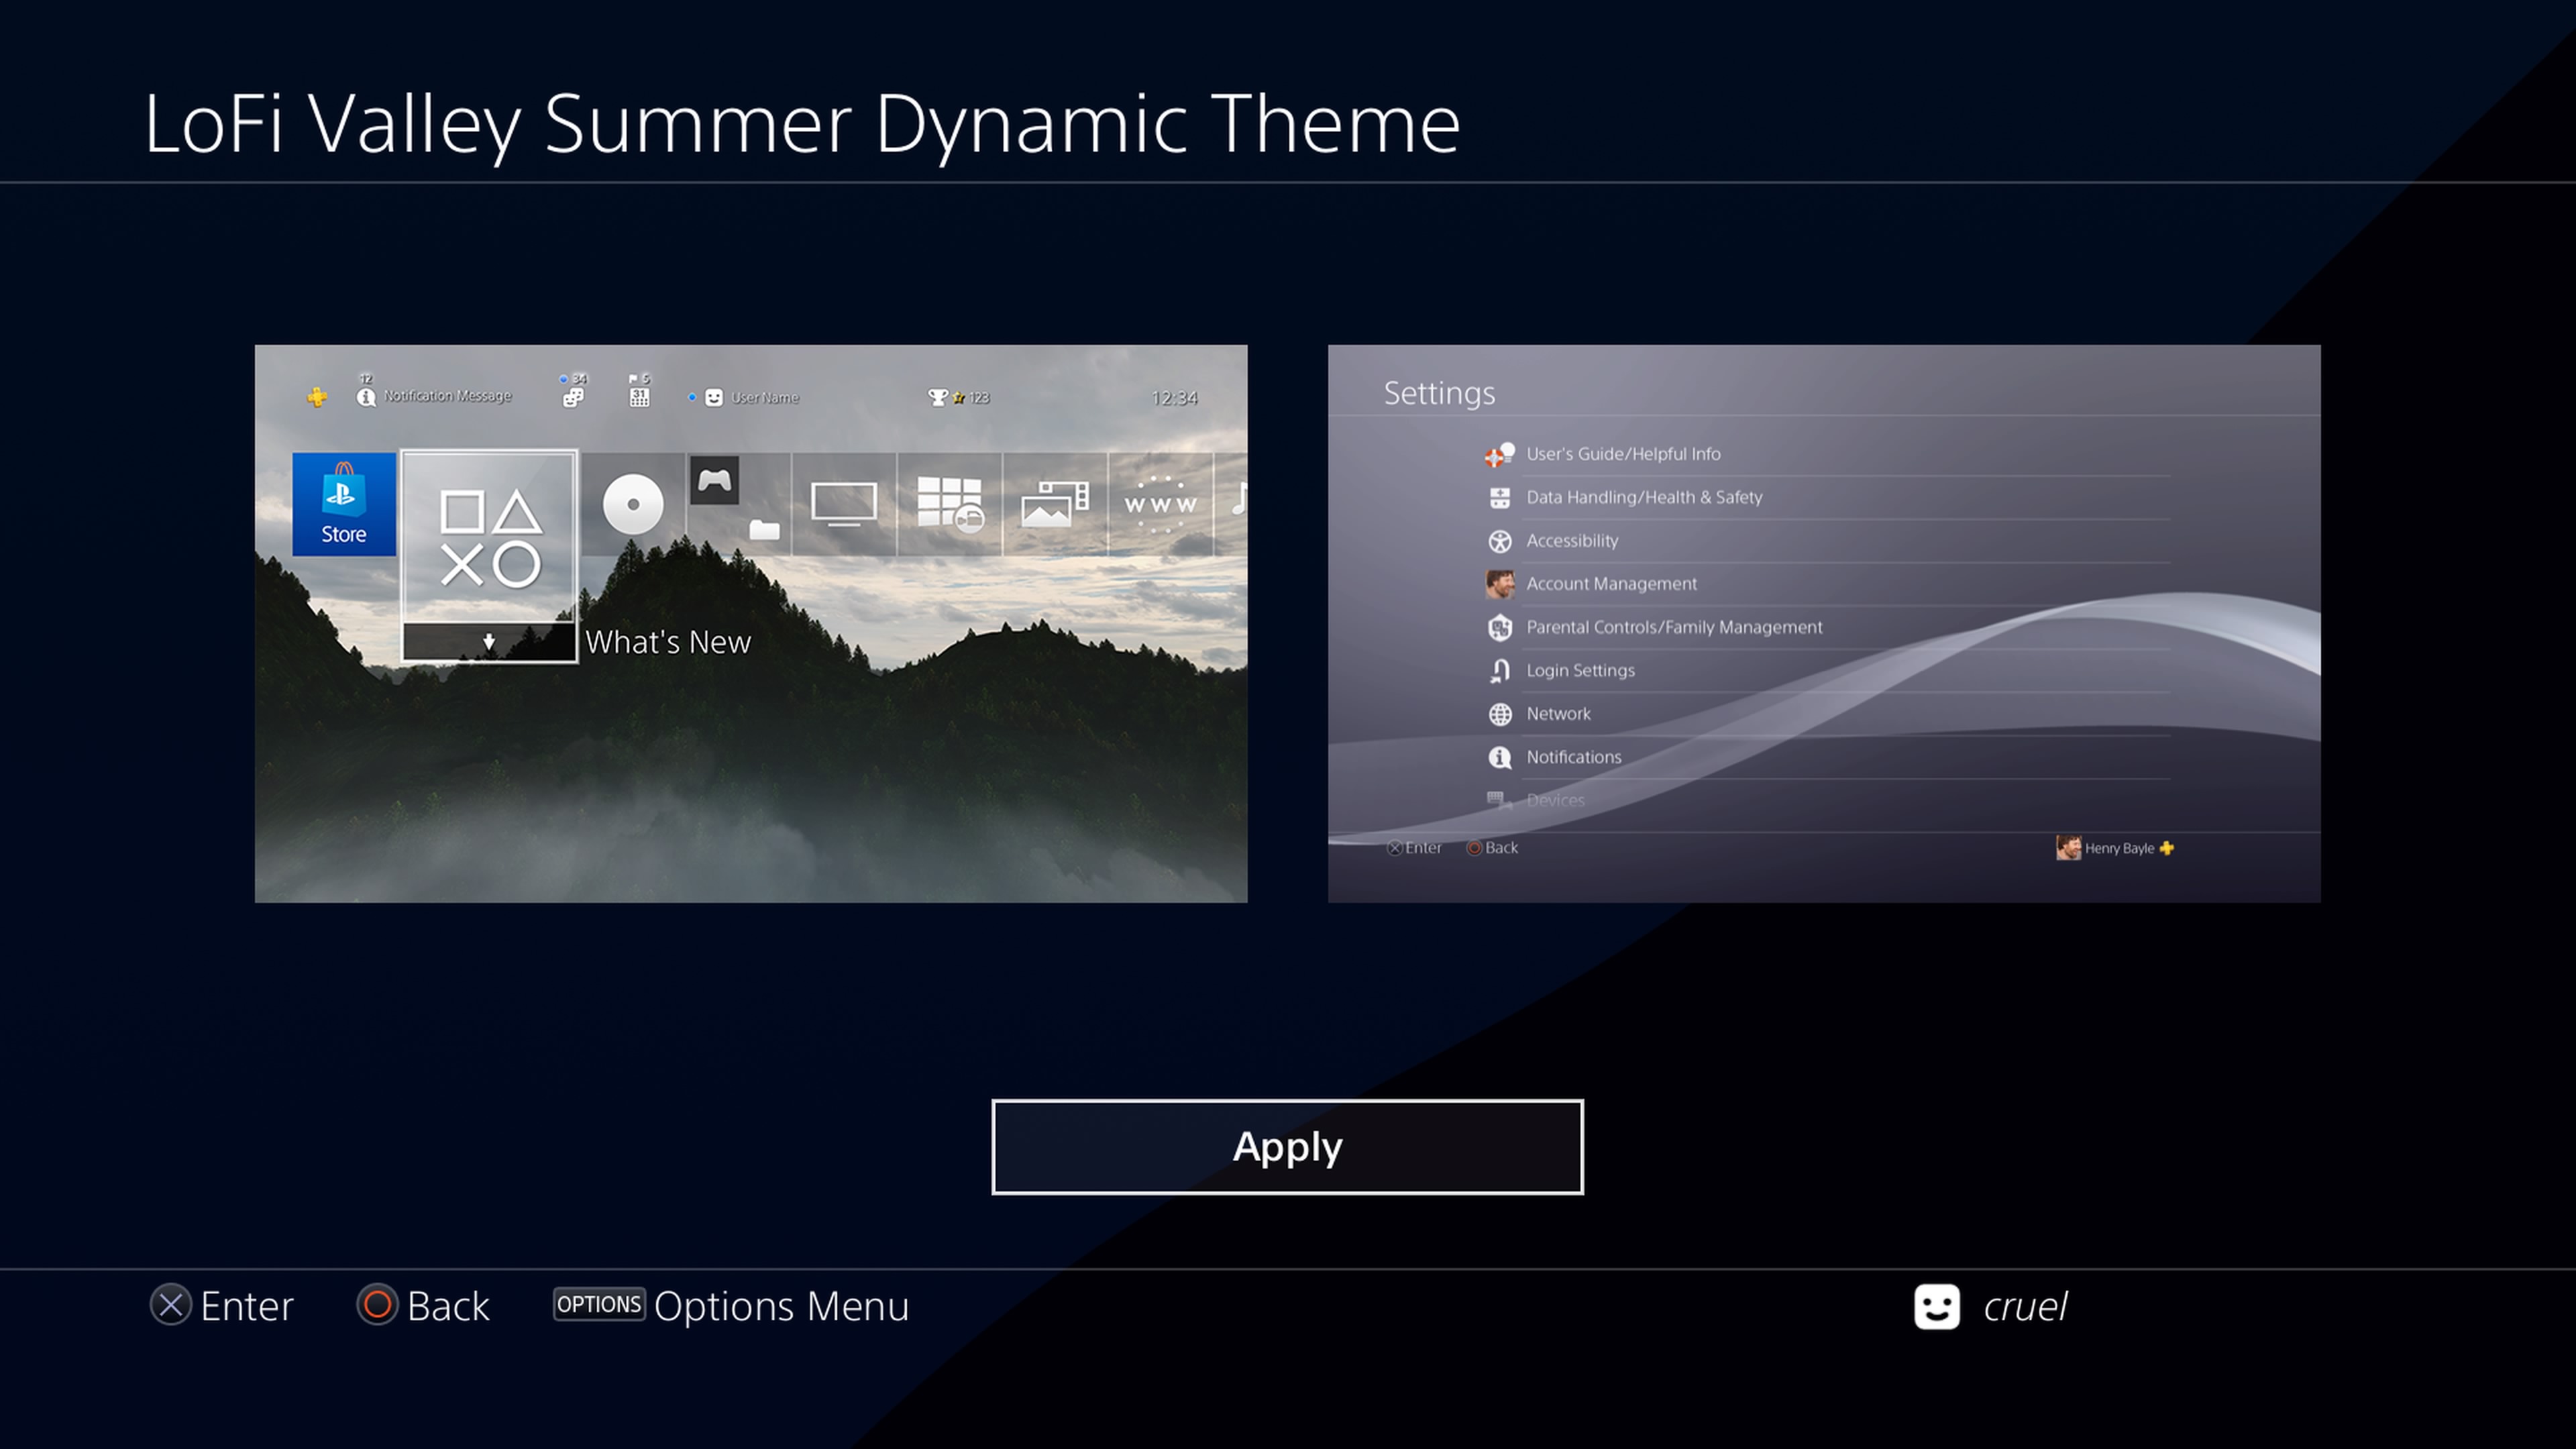 LoFi Valley Summer Dynamic Theme
12
Notification Message
34
5
31
User Name
123
12:34
Store
www
What's New
Settings
User's Guide/Helpful Info
Data Handling/Health & Safety
Accessibility
Account Management
Parental Controls/Family Management
Login Settings
Network
Notifications
Devices
Enter
Back
Henry Bayle
Apply
Enter
Back
OPTIONS Options Menu
cruel